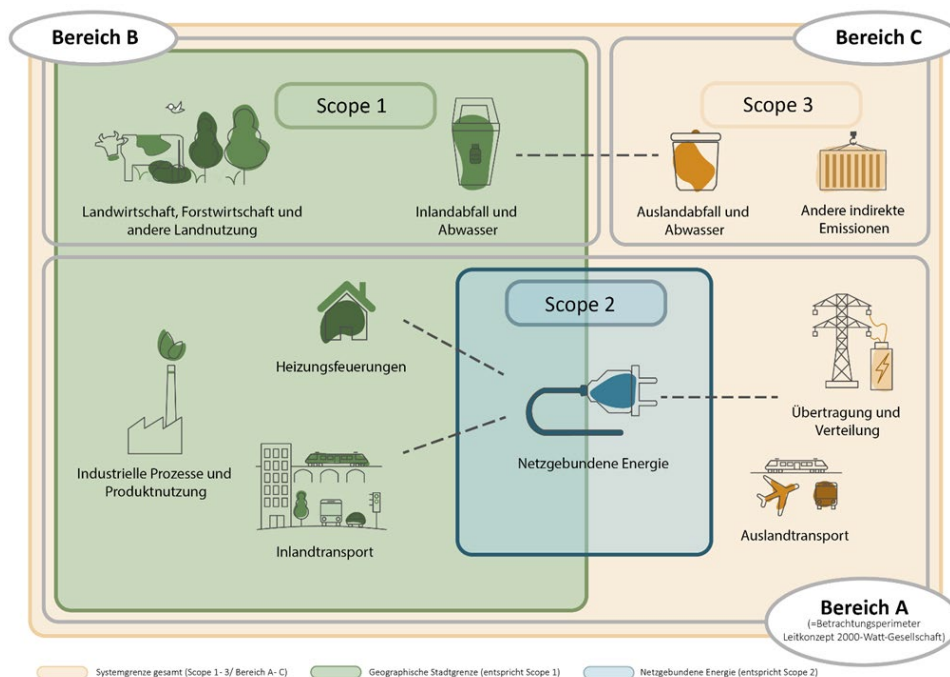 Bereich B
Bereich C
Scope 1
Scope 3
Landwirtschaft, Forstwirtschaft und
andere Landnutzung
Inlandabfall und
Abwasser
Auslandabfall und
Abwasser
Andere indirekte
Emissionen
Scope 2
Heizungsfeuerungen
Übertragung und
Verteilung
Netzgebundene Energie
Industrielle Prozesse und
Produktnutzung
Inlandtransport
Auslandtransport
Bereich A
(=Betrachtungsperimeter
Leitkonzept 2000-Watt-Gesellschaft)
Systemgrenze gesamt (Scope 1- 3/ Bereich A- C)
Geographische Stadtgrenze (entspricht Scope 1)
Netzgebundene Energie (entspricht Scope 2)